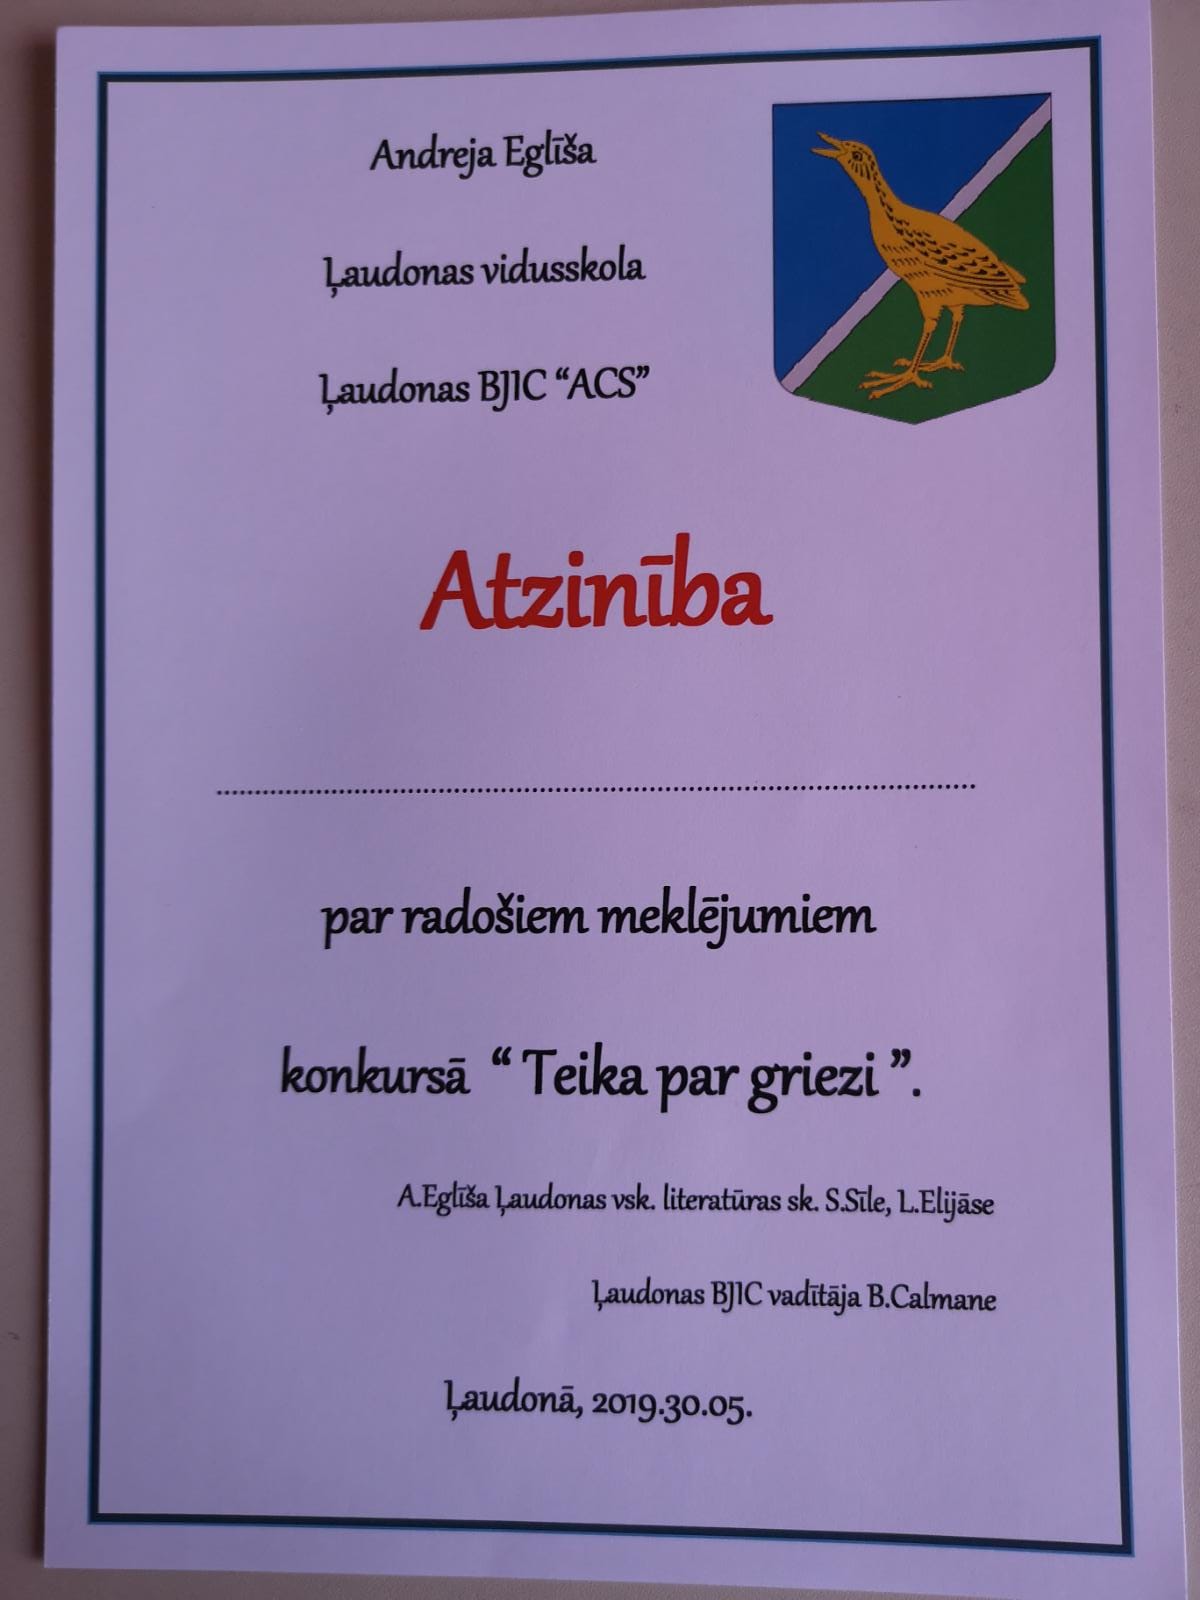 Andreja Eglīša
Ļaudonas vidusskola
Ļaudonas BJIC “ACS”
Atzinība
................................................................................................
par radošiem meklējumiem
konkursā “ Teika par griezi ”.
A.Eglīša Ļaudonas vsk. literatūras sk. S.Sīle, L.Elijāse
Ļaudonas BJIC vadītāja B.Calmane
Ļaudonā, 2019.30.05.